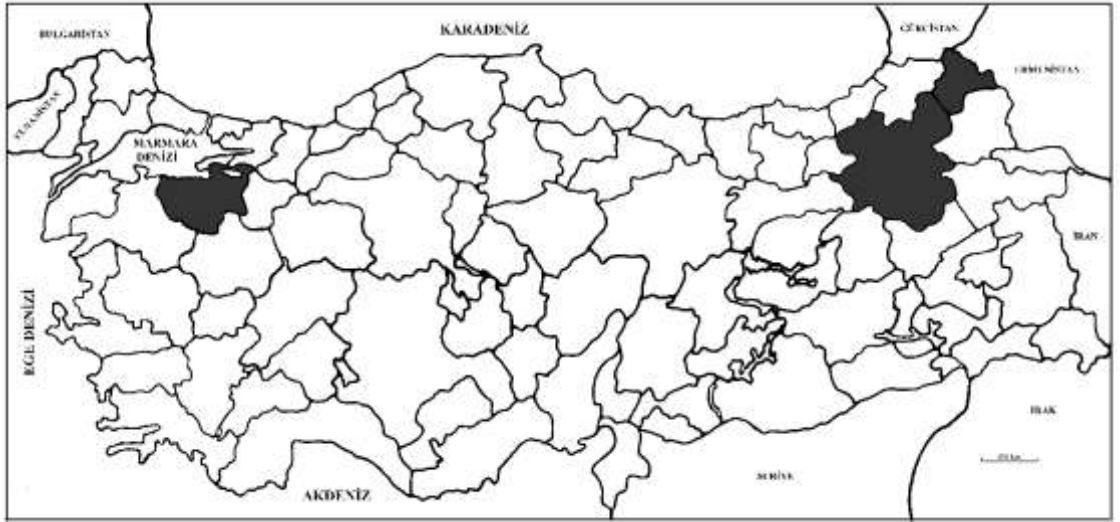 BULGARİSTAN
KARADENİZ
GÜRCİSTAN
ERMENİSTAN
YUNANİSTAN
MARMARA
DENİZİ
İRAN
EGE DENİZİ
IRAK
SURİYE
AKDENİZ